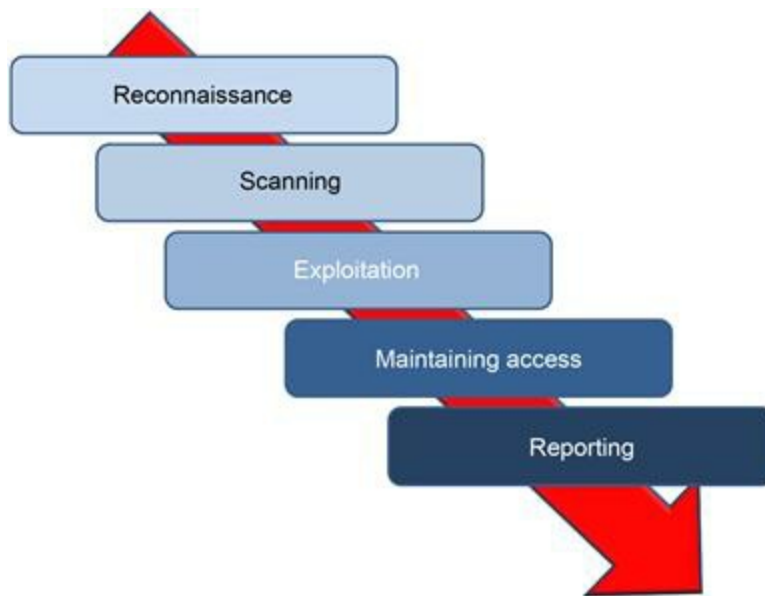 Reconnaissance
Scanning
Exploitation
Maintaining access
Reporting